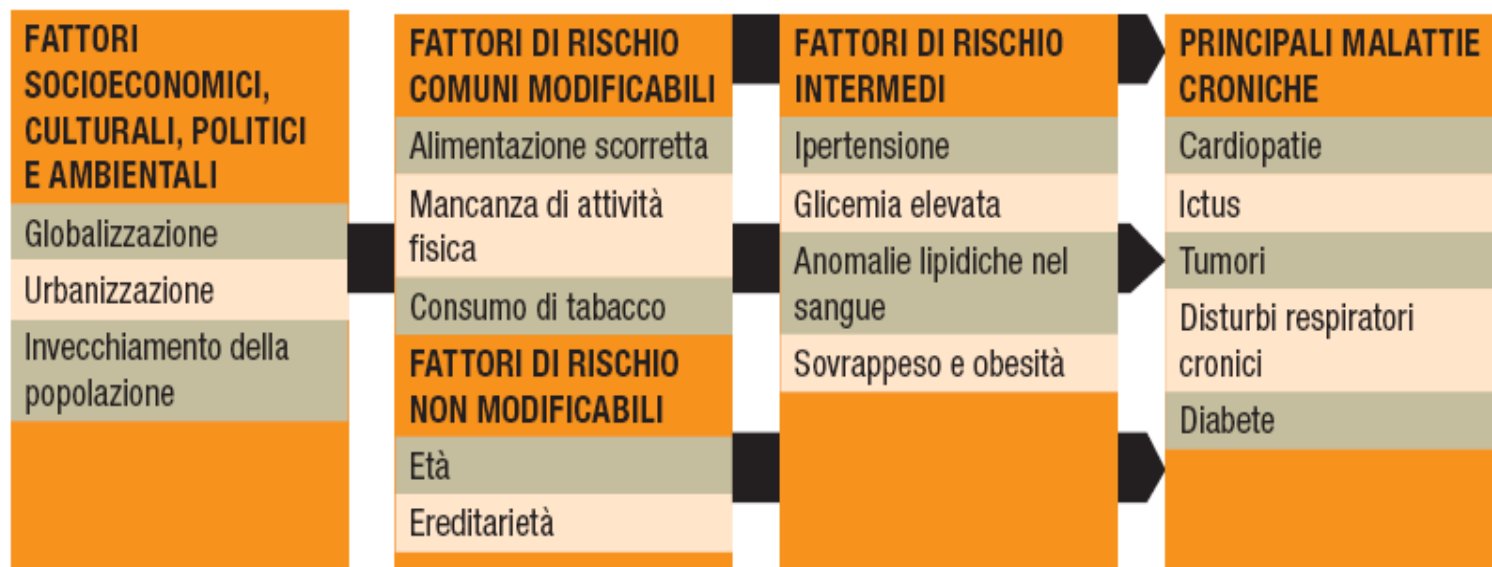 FATTORI
SOCIOECONOMICI,
CULTURALI, POLITICI
E AMBIENTALI
Globalizzazione
Urbanizzazione
Invecchiamento della
popolazione
FATTORI DI RISCHIO
COMUNI MODIFICABILI
Alimentazione scorretta
Mancanza di attività
fisica
Consumo di tabacco
FATTORI DI RISCHIO
NON MODIFICABILI
Età
Ereditarietà
FATTORI DI RISCHIO
INTERMEDI
Ipertensione
Glicemia elevata
Anomalie lipidiche nel
sangue
Sovrappeso e obesità
PRINCIPALI MALATTIE
CRONICHE
Cardiopatie
Ictus
Tumori
Disturbi respiratori
cronici
Diabete